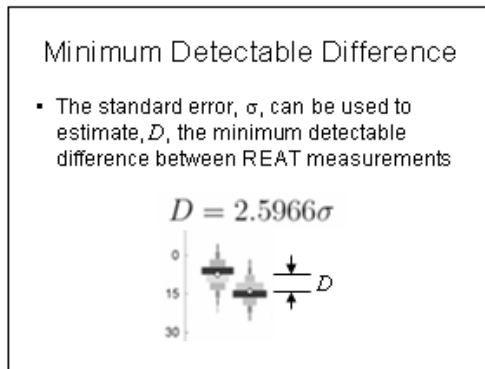 Minimum Detectable Difference
▪ The standard error, σ, can be used to
estimate, D, the minimum detectable
difference between REAT measurements
D = 2.5966σ
0
15
30
D